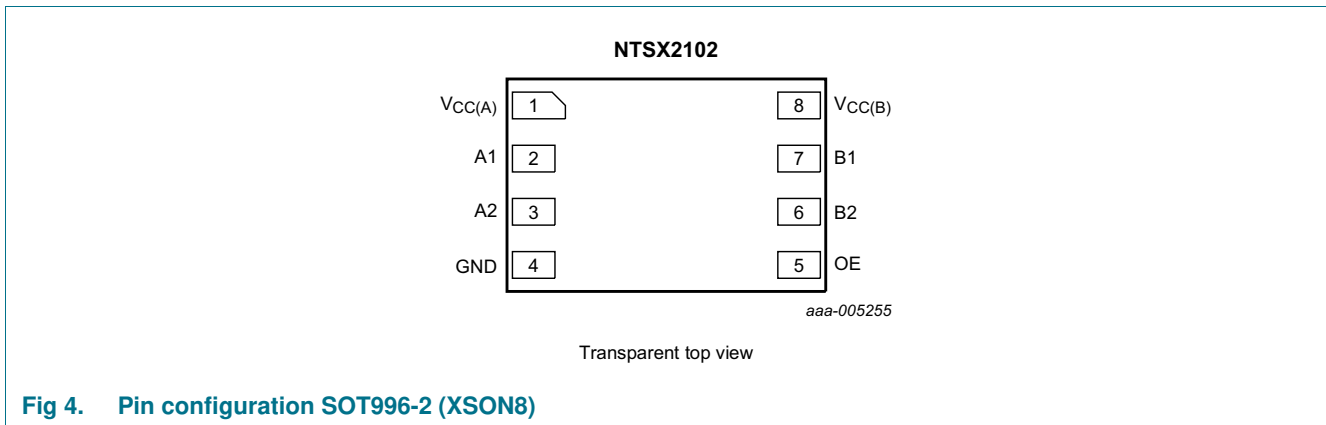 NTSX2102
VCC(A) 1 8 VCC(B)
A1 2 7 B1
A2 3 6 B2
GND 4 5 OE
aaa-005255
Transparent top view
Fig 4. Pin configuration SOT996-2 (XSON8)